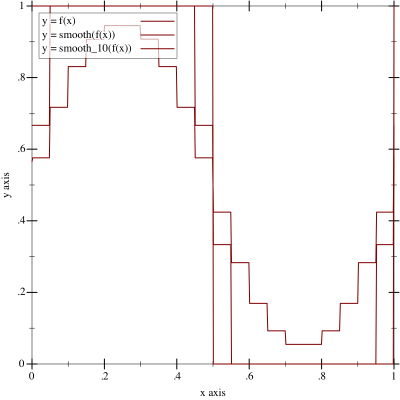 1
.8
.6
.4
.2
0
y axis
y = f(x)
y = smooth(f(x))
y = smooth_10(f(x))
0
.2
.4
.6
.8
1
x axis